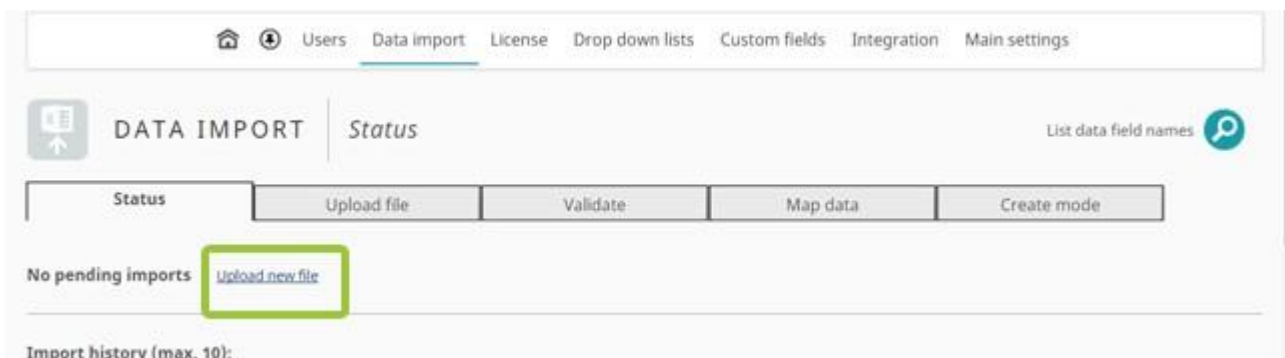 Users Data import License Drop down lists Custom fields Integration Main settings
DATA IMPORT Status List data field names
Status Upload file Validate Map data Create mode
No pending imports Upload new file
Import history (max. 10):